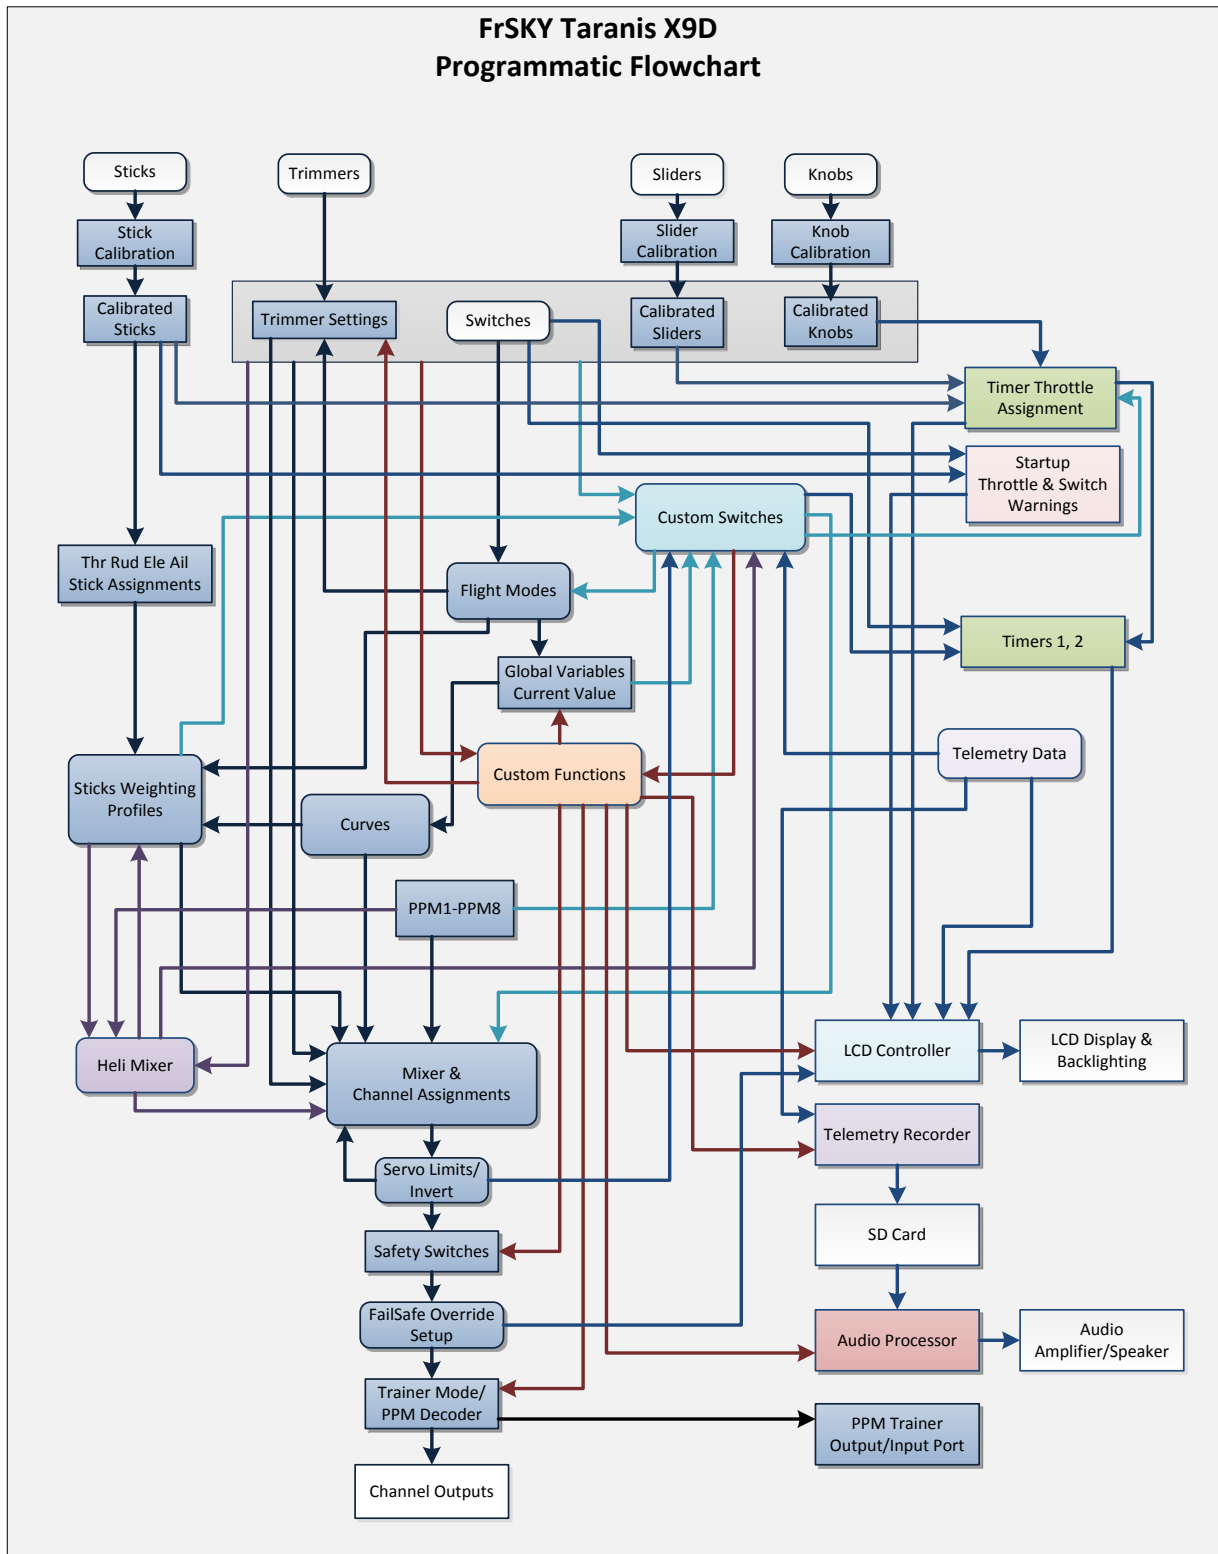 FrSKY Taranis X9D
Programmatic Flowchart
Sticks
Trimmers
Sliders
Knobs
Stick
Calibration
Slider
Calibration
Knob
Calibration
Calibrated
Sticks
Trimmer Settings
Switches
Calibrated
Sliders
Calibrated
Knobs
Timer Throttle
Assignment
Startup
Throttle & Switch
Warnings
Custom Switches
Thr Rud Ele Ail
Stick Assignments
Flight Modes
Timers 1, 2
Global Variables
Current Value
Telemetry Data
Custom Functions
Sticks Weighting
Profiles
Curves
PPM1-PPM8
Heli Mixer
Mixer &
Channel Assignments
LCD Controller
LCD Display &
Backlighting
Telemetry Recorder
Servo Limits/
Invert
SD Card
Safety Switches
FailSafe Override
Setup
Audio Processor
Audio
Amplifier/Speaker
Trainer Mode/
PPM Decoder
PPM Trainer
Output/Input Port
Channel Outputs